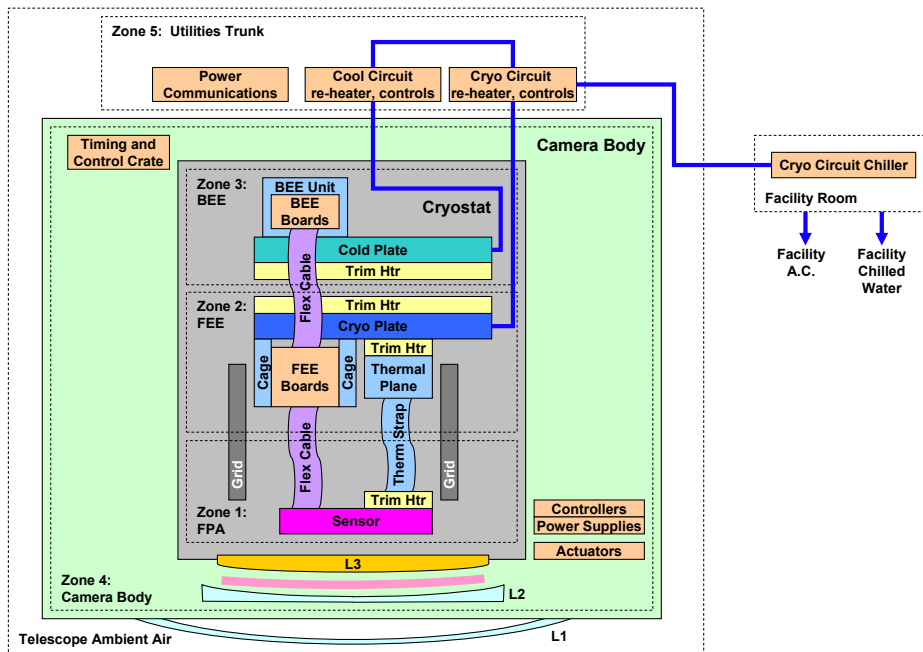 Zone 5: Utilities Trunk
Power
Communications
Cool Circuit
re-heater, controls
Cryo Circuit
re-heater, controls
Timing and
Control Crate
Camera Body
Cryo Circuit Chiller
Facility Room
Facility
A.C.
Facility
Chilled
Water
Zone 3:
BEE
BEE Unit
BEE
Boards
Cryostat
Cold Plate
Trim Htr
Flex Cable
Zone 2:
FEE
Trim Htr
Cryo Plate
Cage
FEE
Boards
Cage
Trim Htr
Thermal
Plane
Grid
Flex Cable
Therm Strap
Grid
Trim Htr
Zone 1:
FPA
Sensor
Controllers
Power Supplies
Actuators
L3
Zone 4:
Camera Body
L2
Telescope Ambient Air
L1